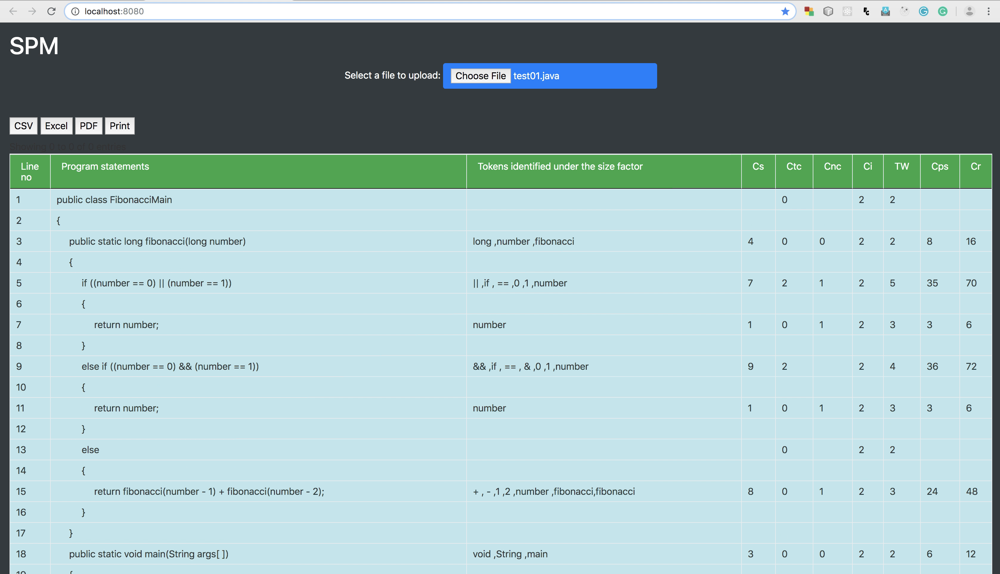 localhost:8080
SPM
Select a file to upload: Choose File test01.java
CSV Excel PDF Print
Showing 0 to 0 of 0 entries
Line no Program statements Tokens identified under the size factor Cs Ctc Cnc Ci TW Cps Cr
1 public class FibonacciMain 0 2 2
2 {
3 public static long fibonacci(long number) long ,number ,fibonacci 4 0 0 2 2 8 16
4 {
5 if ((number == 0) || (number == 1)) || ,if , == ,0 ,1 ,number 7 2 1 2 5 35 70
6 {
7 return number; number 1 0 1 2 3 3 6
8 }
9 else if ((number == 0) && (number == 1)) && ,if , == , & ,0 ,1 ,number 9 2 2 4 36 72
10 {
11 return number; number 1 0 1 2 3 3 6
12 }
13 else 0 2 2
14 {
15 return fibonacci(number - 1) + fibonacci(number - 2); + , - ,1 ,2 ,number ,fibonacci,fibonacci 8 0 1 2 3 24 48
16 }
17 }
18 public static void main(String args[ ]) void ,String ,main 3 0 0 2 2 6 12